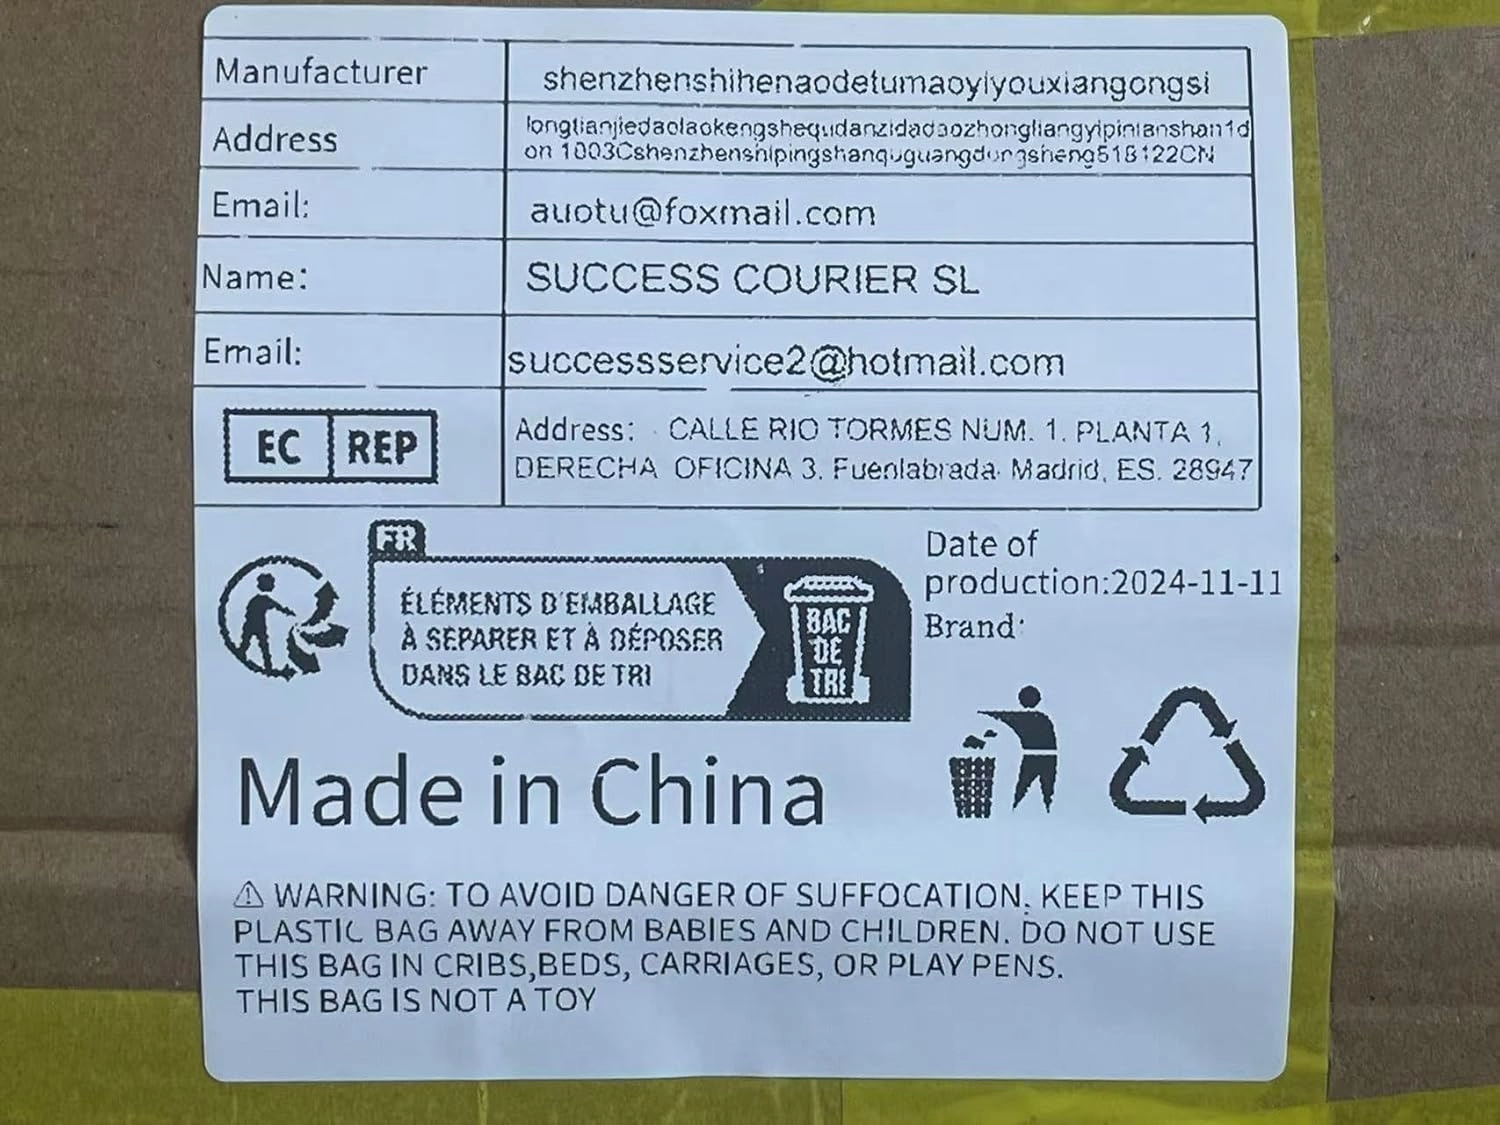 Manufacturer shenzhenshihenaodetumaoyiyouxiangongsi
Address longtianjiedaolaokengshequdanzidadaozhongliangyipinlanshan1d
on 1003Cshenzhenshipingshanquguangdongsheng518122CN
Email: auotu@foxmail.com
Name: SUCCESS COURIER SL
Email: successservice2@hotmail.com
EC REP
Address: CALLE RIO TORMES NUM. 1. PLANTA 1,
DERECHA OFICINA 3. Fuenlabrada Madrid, ES. 28947
FR
ÉLÉMENTS D'EMBALLAGE
À SÉPARER ET À DÉPOSER
DANS LE BAC DE TRI
BAC
DE
TRI
Date of
production:2024-11-11
Brand:
Made in China
⚠ WARNING: TO AVOID DANGER OF SUFFOCATION. KEEP THIS
PLASTIC BAG AWAY FROM BABIES AND CHILDREN. DO NOT USE
THIS BAG IN CRIBS,BEDS, CARRIAGES, OR PLAY PENS.
THIS BAG IS NOT A TOY